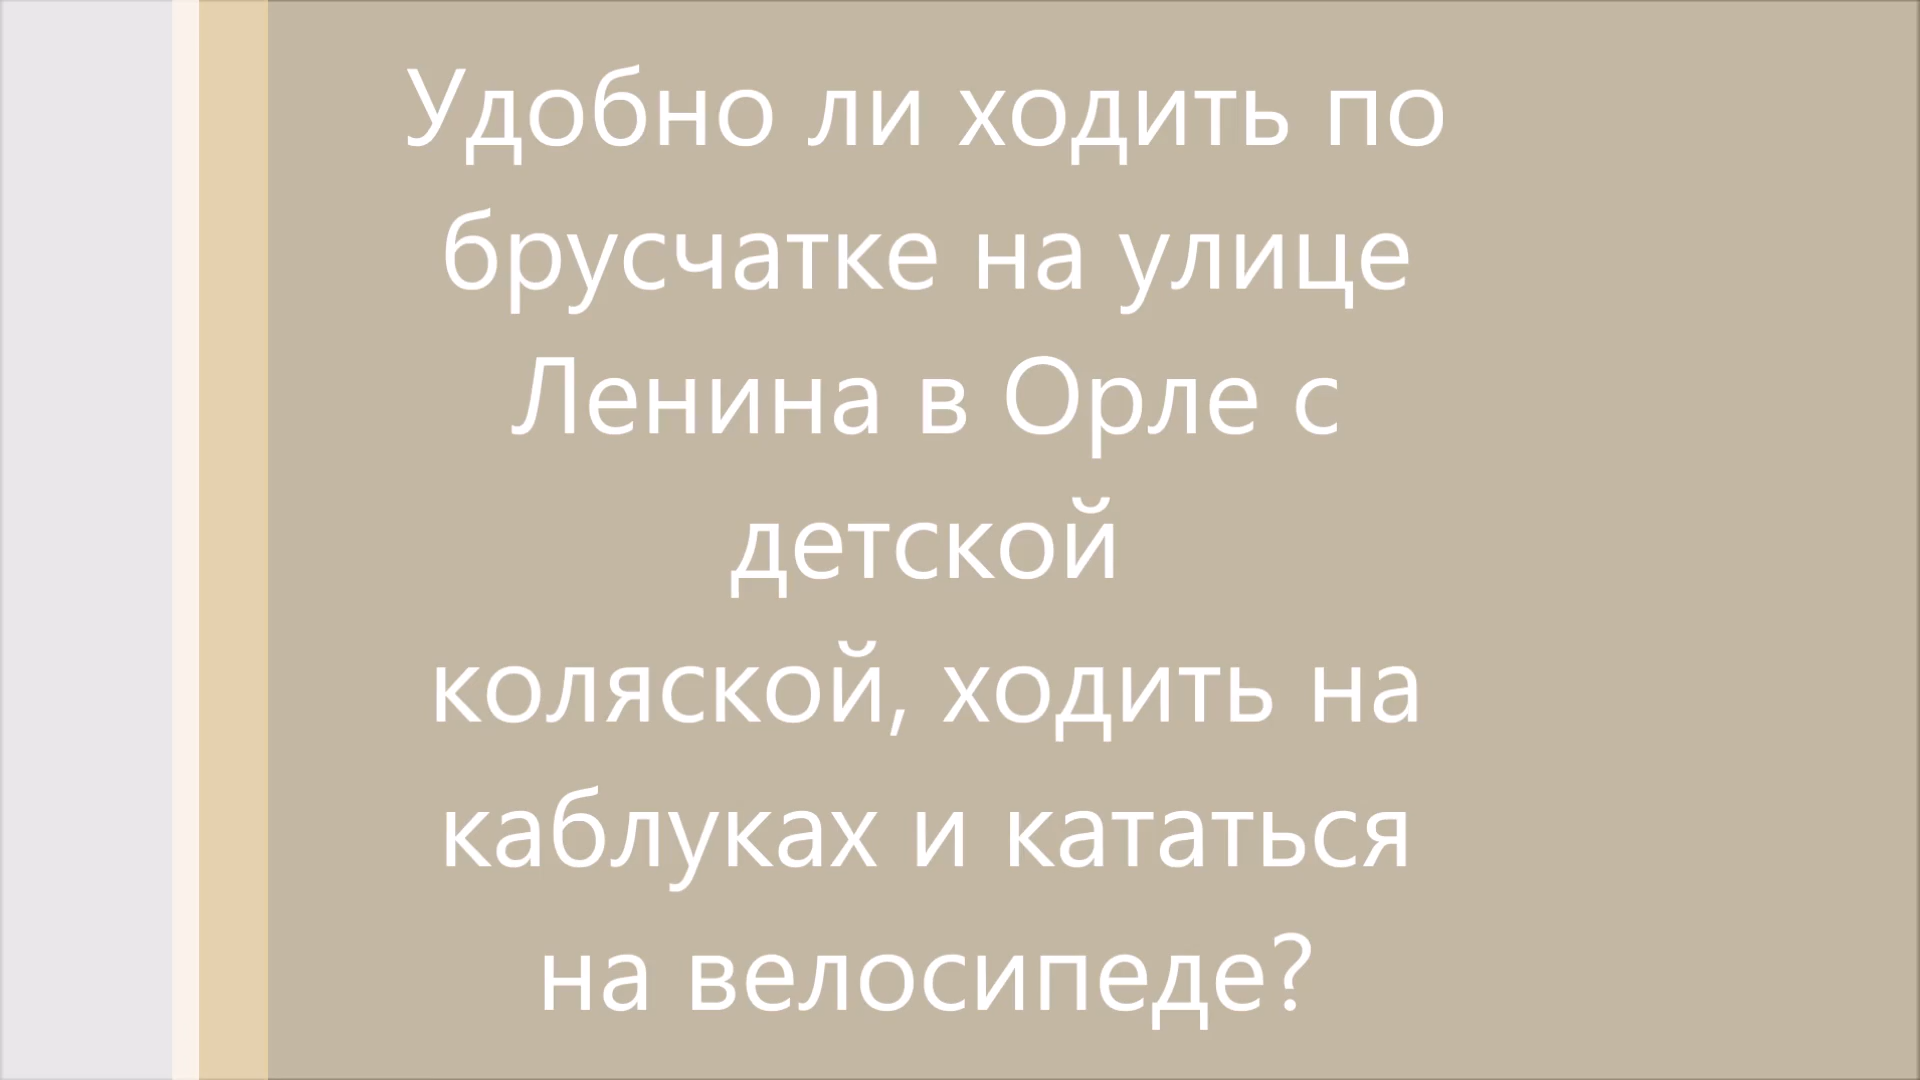 Удобно ли ходить по
брусчатке на улице
Ленина в Орле с
детской
коляской, ходить на
каблуках и кататься
на велосипеде?